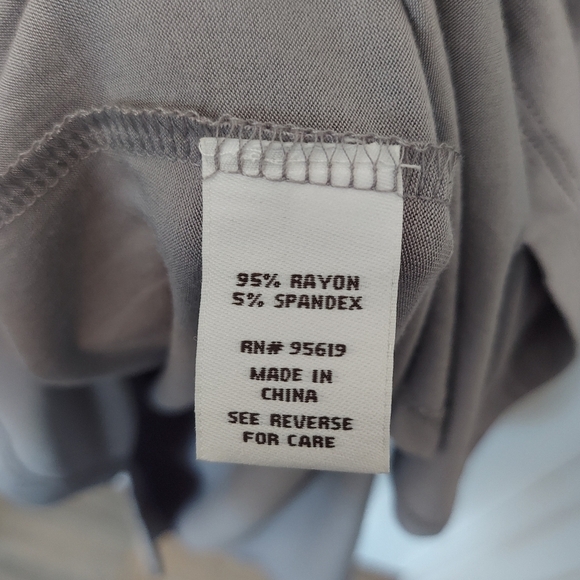 95% RAYON
5% SPANDEX
RN# 95619
MADE IN
CHINA
SEE REVERSE
FOR CARE